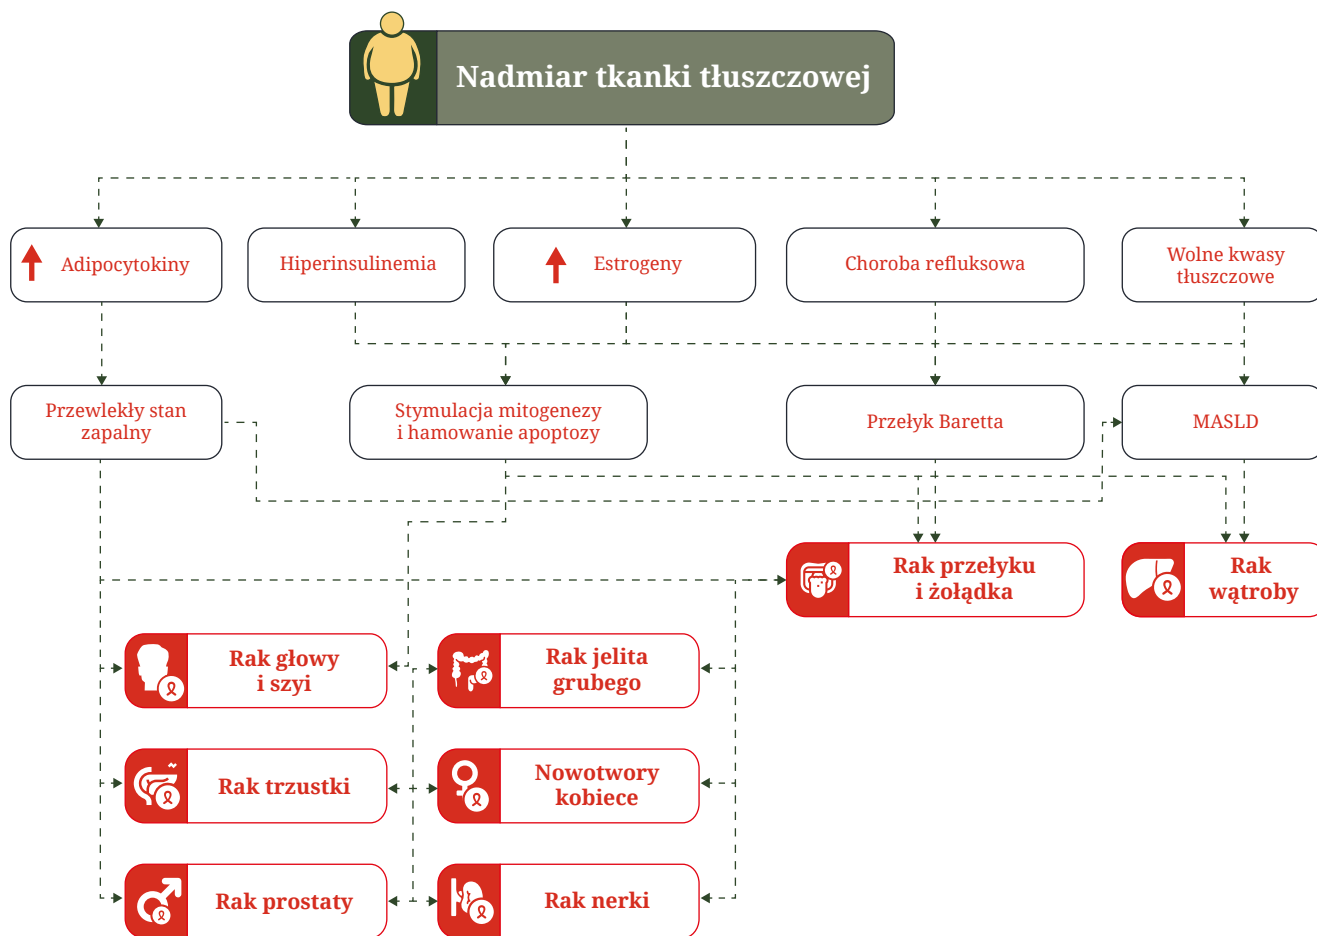 Nadmiar tkanki tłuszczowej
Adipocytokiny
Hiperinsulinemia
Estrogeny
Choroba refluksowa
Wolne kwasy
tłuszczowe
Przewlekły stan
zapalny
Stymulacja mitogenezy
i hamowanie apoptozy
Przełyk Baretta
MASLD
Rak przełyku
i żołądka
Rak
wątroby
Rak głowy
i szyi
Rak jelita
grubego
Rak trzustki
Nowotwory
kobiece
Rak prostaty
Rak nerki